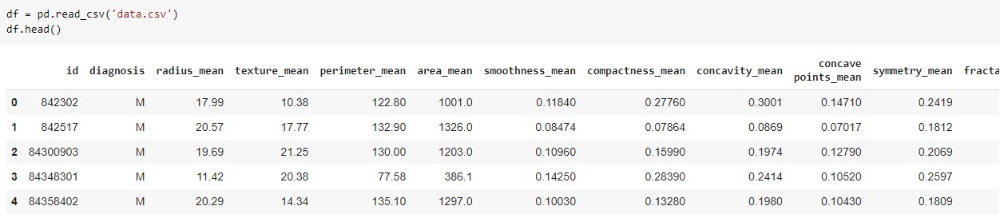 df = pd.read_csv('data.csv')
df.head()
id diagnosis radius_mean texture_mean perimeter_mean area_mean smoothness_mean compactness_mean concavity_mean concave points_mean symmetry_mean fracta
0 842302 M 17.99 10.38 122.80 1001.0 0.11840 0.27760 0.3001 0.14710 0.2419
1 842517 M 20.57 17.77 132.90 1326.0 0.08474 0.07864 0.0869 0.07017 0.1812
2 84300903 M 19.69 21.25 130.00 1203.0 0.10960 0.15990 0.1974 0.12790 0.2069
3 84348301 M 11.42 20.38 77.58 386.1 0.14250 0.28390 0.2414 0.10520 0.2597
4 84358402 M 20.29 14.34 135.10 1297.0 0.10030 0.13280 0.1980 0.10430 0.1809